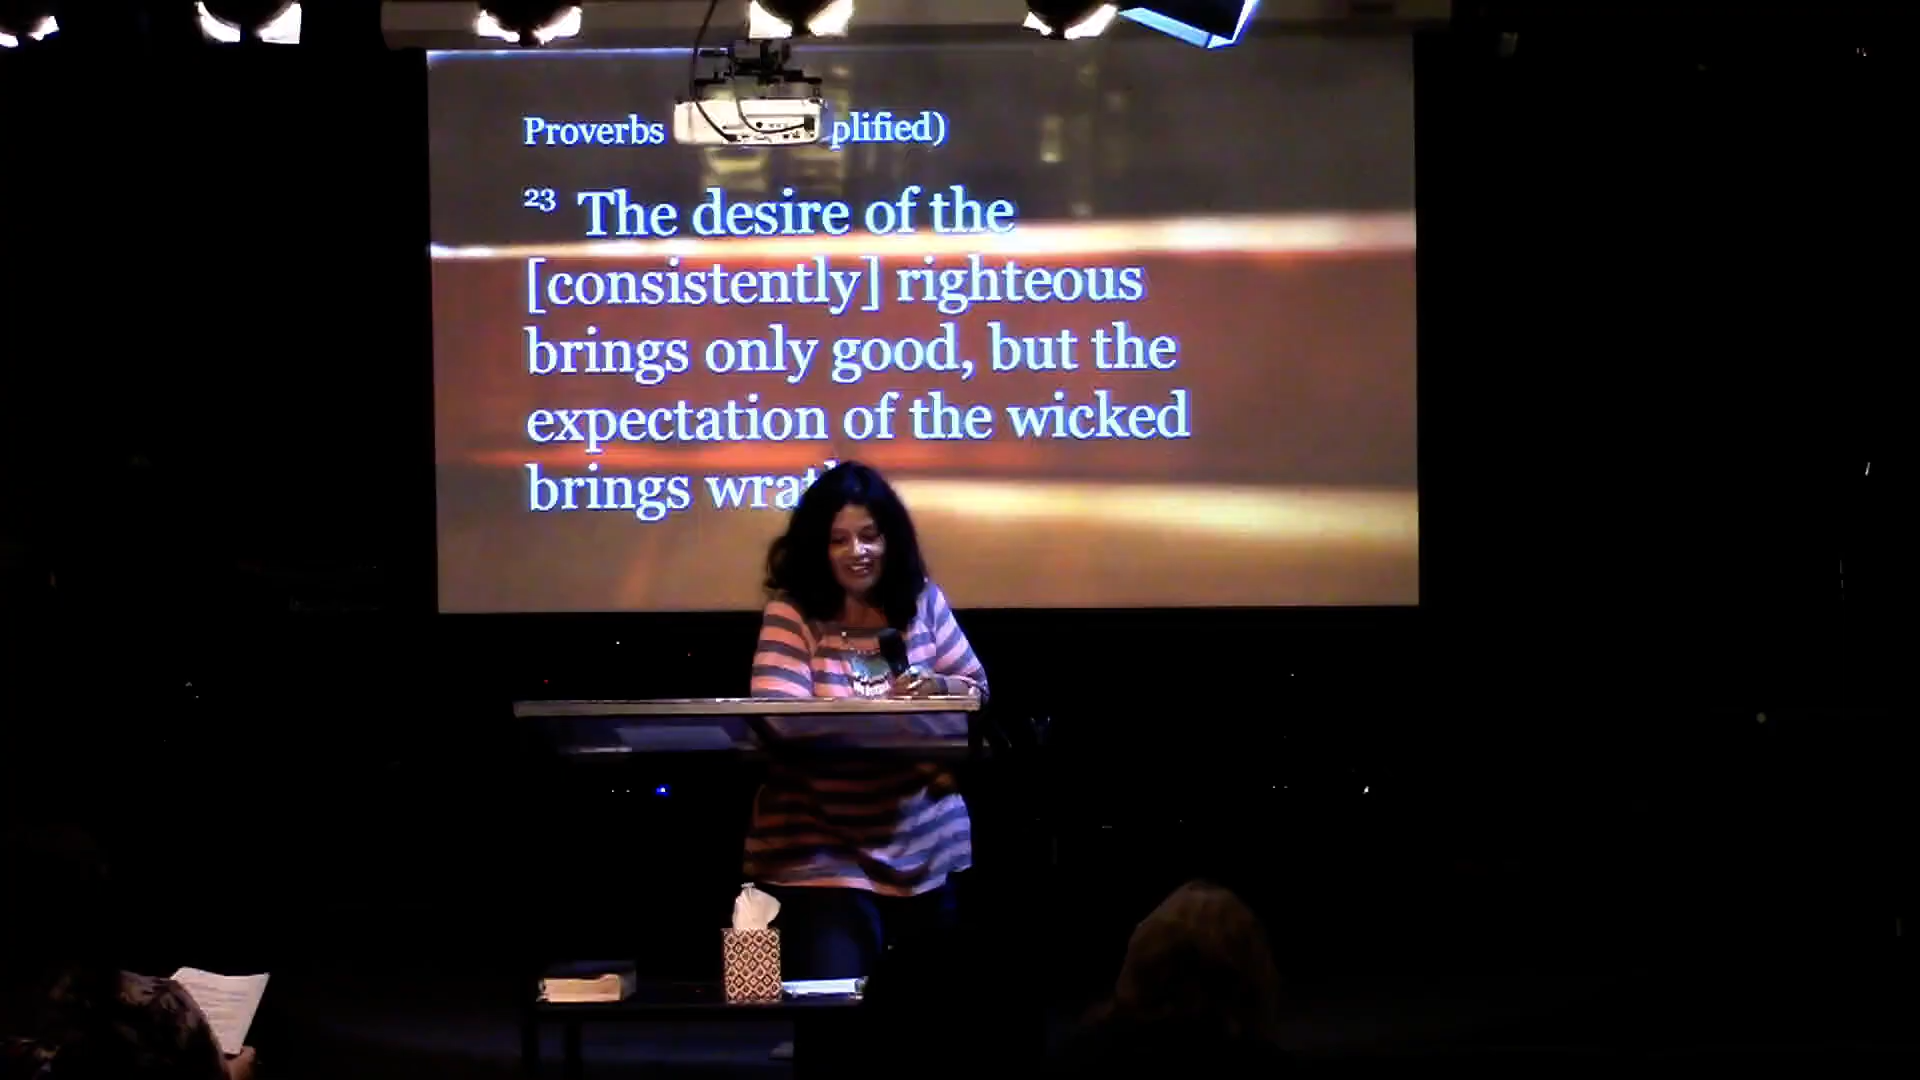 Proverbs plified)
23 The desire of the
[consistently] righteous
brings only good, but the
expectation of the wicked
brings wrat